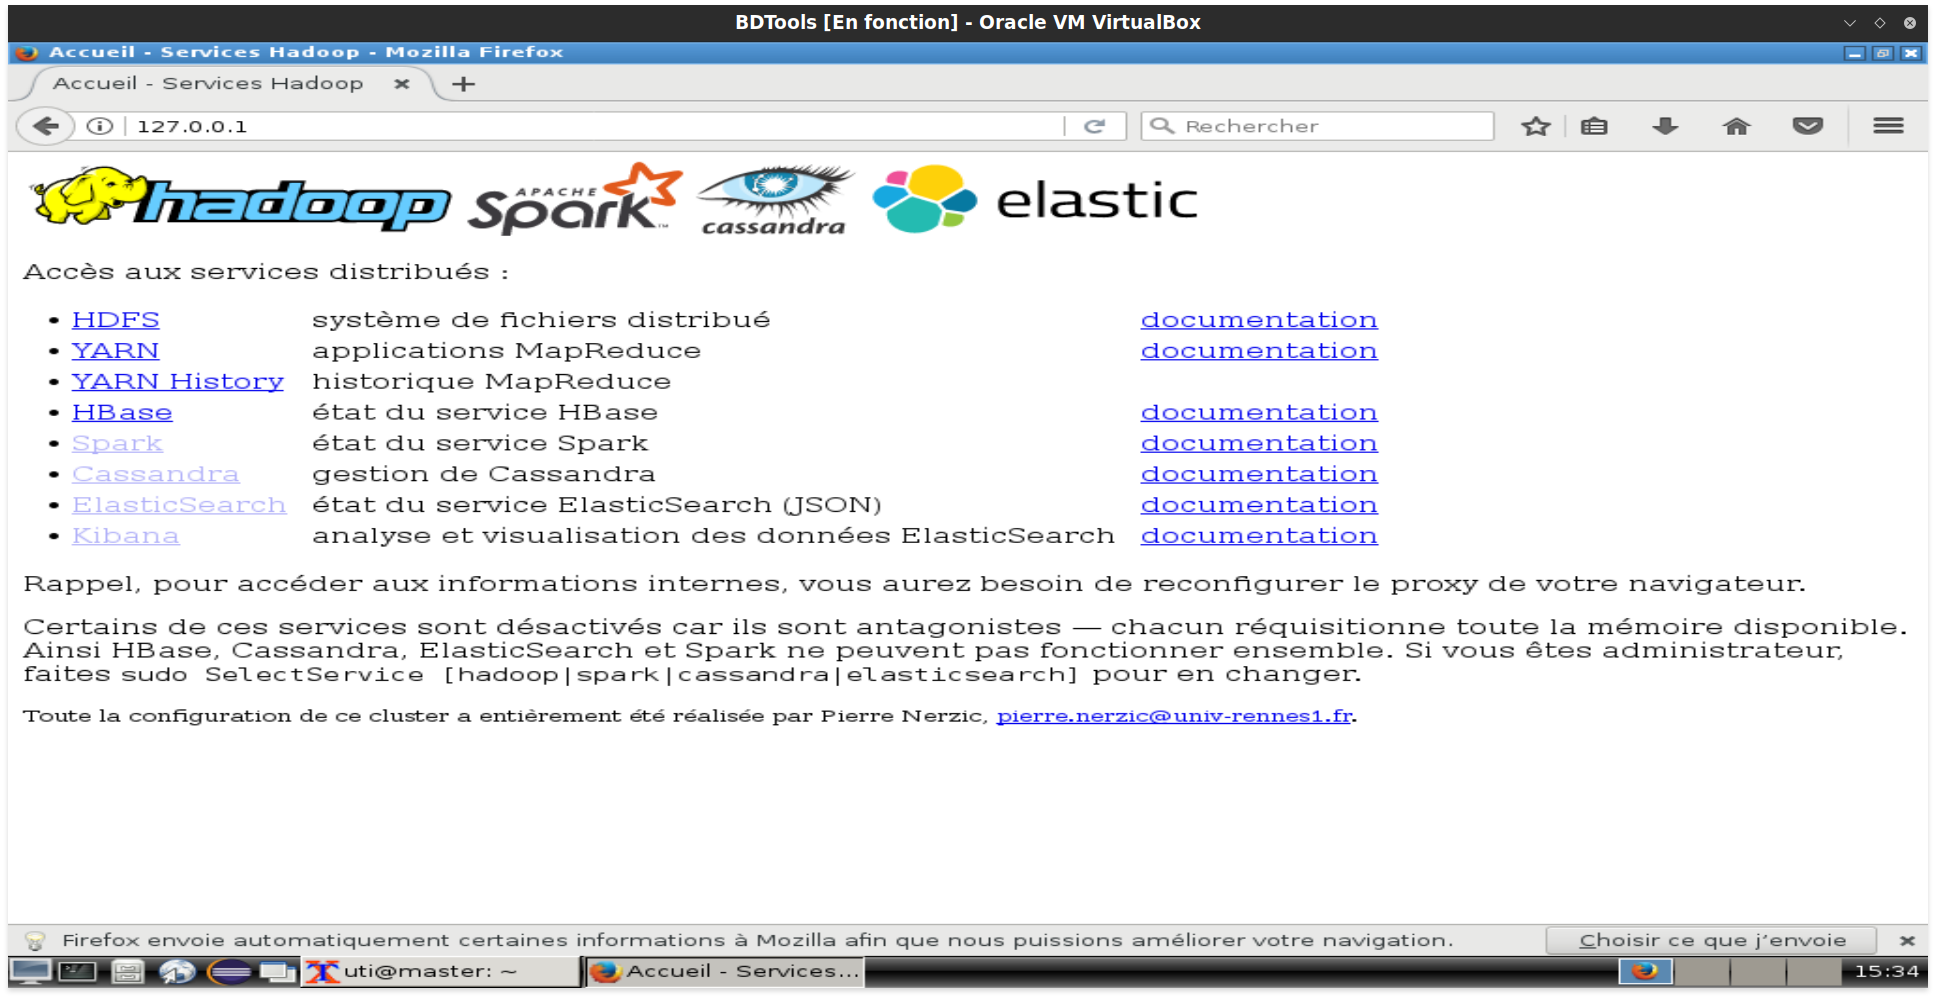 BDTools [En fonction] - Oracle VM VirtualBox
Accueil - Services Hadoop - Mozilla Firefox
Accueil - Services Hadoop
127.0.0.1
Rechercher
hadoop APACHE Spark™ cassandra elastic
Accès aux services distribués :
• HDFS système de fichiers distribué documentation
• YARN applications MapReduce documentation
• YARN History historique MapReduce
• HBase état du service HBase documentation
• Spark état du service Spark documentation
• Cassandra gestion de Cassandra documentation
• ElasticSearch état du service ElasticSearch (JSON) documentation
• Kibana analyse et visualisation des données ElasticSearch documentation
Rappel, pour accéder aux informations internes, vous aurez besoin de reconfigurer le proxy de votre navigateur.
Certains de ces services sont désactivés car ils sont antagonistes — chacun réquisitionne toute la mémoire disponible.
Ainsi HBase, Cassandra, ElasticSearch et Spark ne peuvent pas fonctionner ensemble. Si vous êtes administrateur,
faites sudo SelectService [hadoop|spark|cassandra|elasticsearch] pour en changer.
Toute la configuration de ce cluster a entièrement été réalisée par Pierre Nerzic, pierre.nerzic@univ-rennes1.fr.
Firefox envoie automatiquement certaines informations à Mozilla afin que nous puissions améliorer votre navigation.
Choisir ce que j'envoie
uti@master: ~
Accueil - Services...
15:34